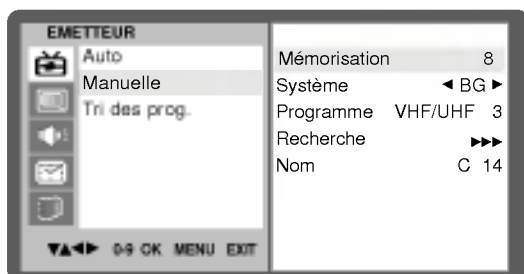 EMETTEUR
Auto
Manuelle
Tri des prog.
▼▲◄► 0-9 OK MENU EXIT
Mémorisation 8
Système ◄ BG ►
Programme VHF/UHF 3
Recherche ►►►
Nom C 14